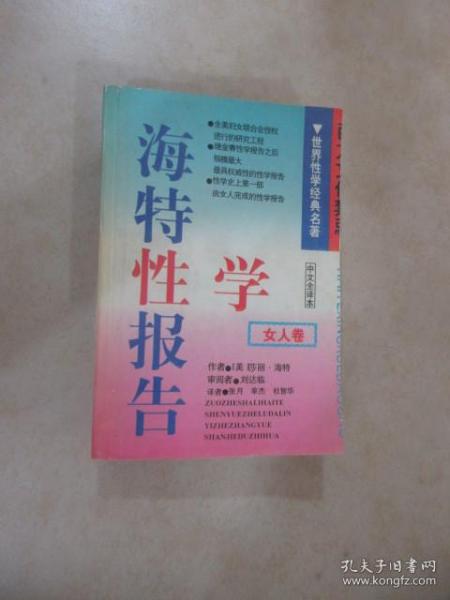 海特性学报告
●全美妇女联合会授权
进行的研究工程
●继金赛性学报告之后
规模最大
最具权威性的性学报告
●性学史上第一部
由女人完成的性学报告
▼世界性学经典名著
中文全译本
女人卷
作者●[美]莎丽·海特
审阅者●刘达临
译者●张月 幸杰 杜智华
ZUOZHESHALIHAITE
SHENYUEZHELUDALIN
YIZHEZHANGYUE
SHANJIEDUZHIHUA
孔夫子旧书网
www.kongfz.com